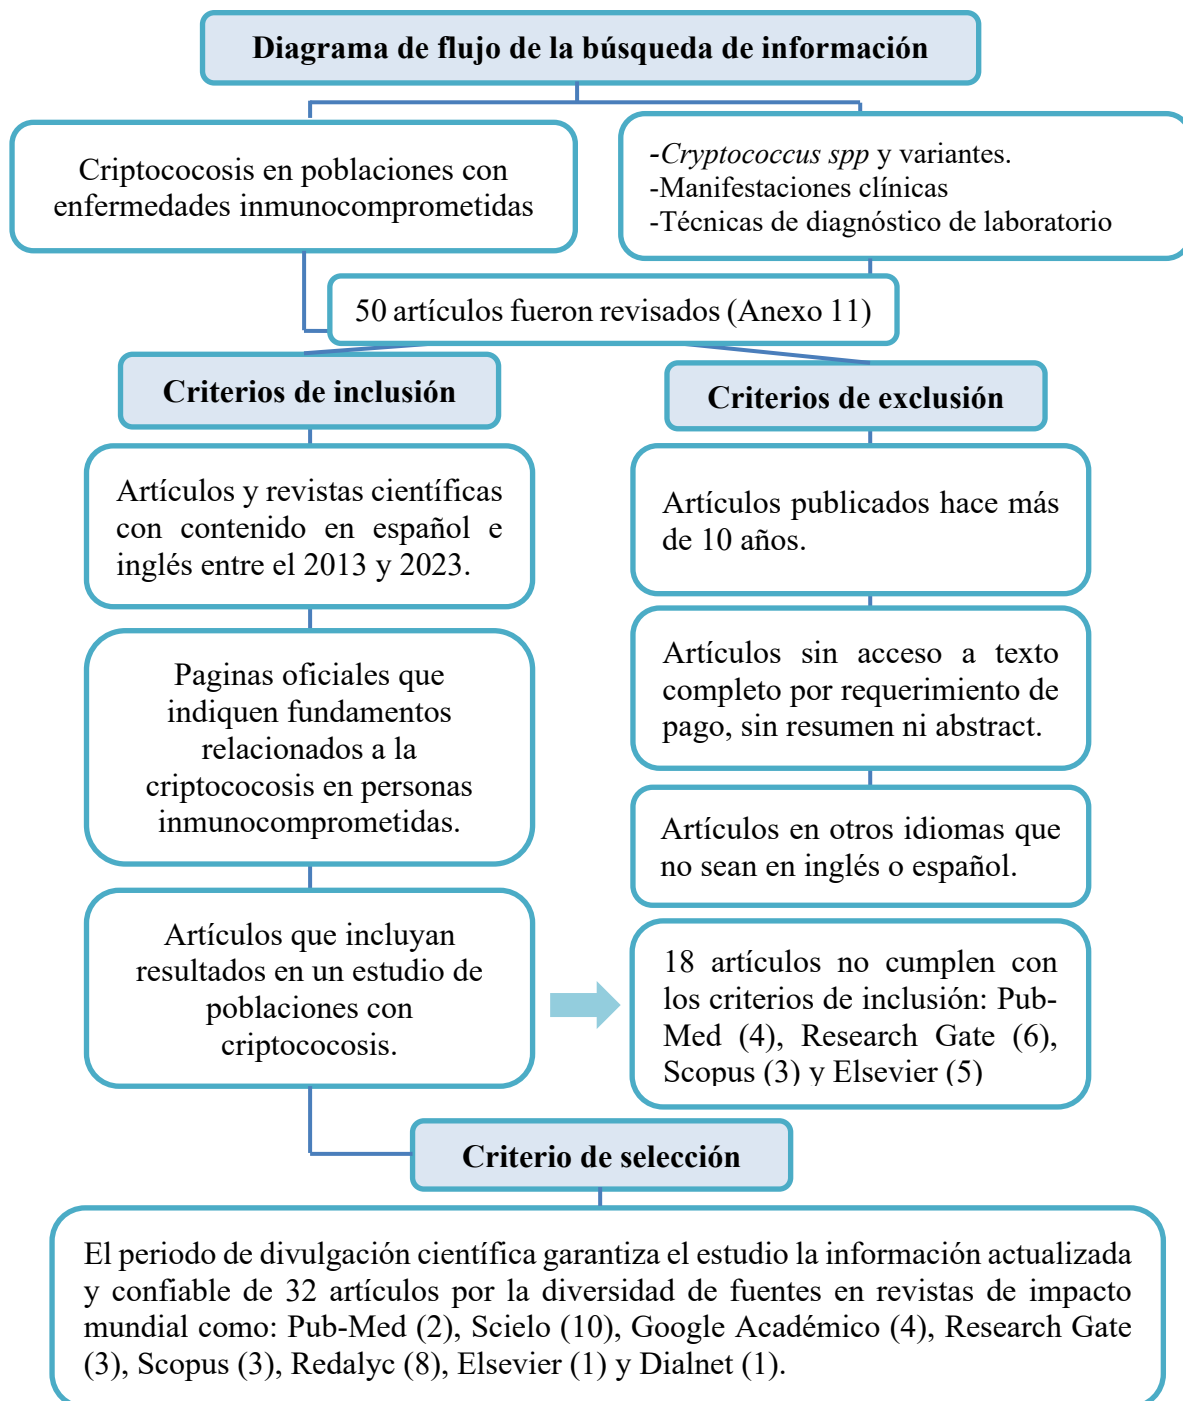 Diagrama de flujo de la búsqueda de información
Criptococosis en poblaciones con
enfermedades inmunocomprometidas
-Cryptococcus spp y variantes.
-Manifestaciones clínicas
-Técnicas de diagnóstico de laboratorio
50 artículos fueron revisados (Anexo 11)
Criterios de inclusión
Artículos y revistas científicas
con contenido en español e
inglés entre el 2013 y 2023.
Paginas oficiales que
indiquen fundamentos
relacionados a la
criptococosis en personas
inmunocomprometidas.
Artículos que incluyan
resultados en un estudio de
poblaciones con
criptococosis.
Criterios de exclusión
Artículos publicados hace más
de 10 años.
Artículos sin acceso a texto
completo por requerimiento de
pago, sin resumen ni abstract.
Artículos en otros idiomas que
no sean en inglés o español.
18 artículos no cumplen con
los criterios de inclusión: Pub-
Med (4), Research Gate (6),
Scopus (3) y Elsevier (5)
Criterio de selección
El periodo de divulgación científica garantiza el estudio la información actualizada
y confiable de 32 artículos por la diversidad de fuentes en revistas de impacto
mundial como: Pub-Med (2), Scielo (10), Google Académico (4), Research Gate
(3), Scopus (3), Redalyc (8), Elsevier (1) y Dialnet (1).